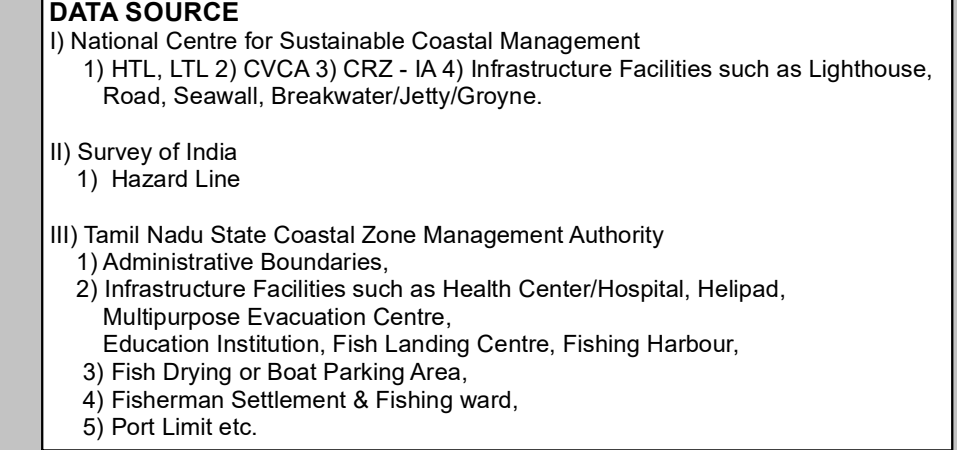 DATA SOURCE
I) National Centre for Sustainable Coastal Management
1) HTL, LTL 2) CVCA 3) CRZ - IA 4) Infrastructure Facilities such as Lighthouse,
Road, Seawall, Breakwater/Jetty/Groyne.
II) Survey of India
1) Hazard Line
III) Tamil Nadu State Coastal Zone Management Authority
1) Administrative Boundaries,
2) Infrastructure Facilities such as Health Center/Hospital, Helipad,
Multipurpose Evacuation Centre,
Education Institution, Fish Landing Centre, Fishing Harbour,
3) Fish Drying or Boat Parking Area,
4) Fisherman Settlement & Fishing ward,
5) Port Limit etc.